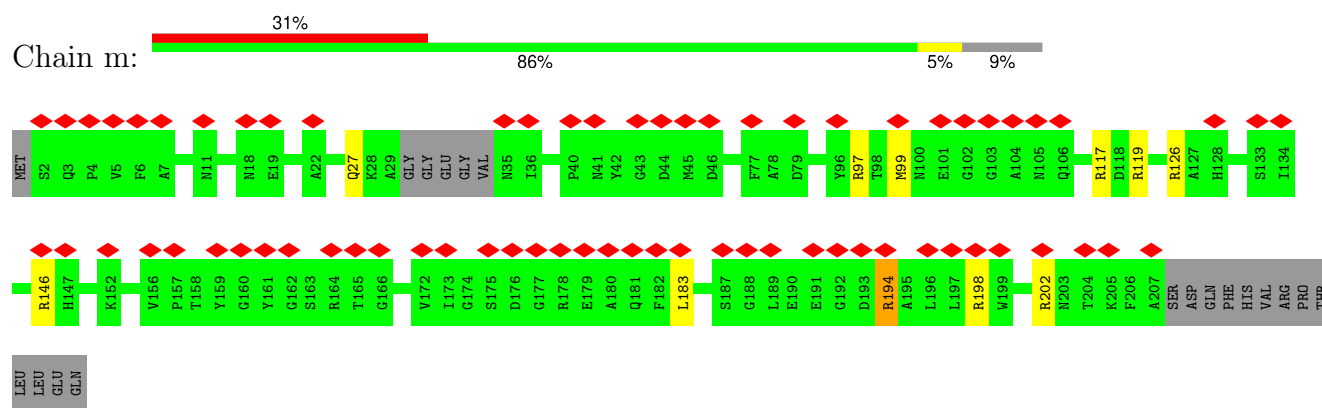 31%
Chain m:
86% 5% 9%
MET S2 Q3 P4 V5 F6 A7 N11 N18 E19 A22 Q27 K28 A29 GLY GLY GLU GLY VAL N35 I36 P40 N41 Y42 G43 D44 M45 D46 F77 A78 D79 Y96 R97 T98 M99 N100 E101 G102 G103 A104 N105 Q106 R117 D118 R119 R126 A127 H128 S133 I134
R146 H147 K152 V156 P157 T158 Y159 G160 Y161 G162 S163 R164 T165 G166 V172 I173 G174 S175 D176 G177 R178 E179 A180 Q181 F182 L183 S187 G188 L189 E190 E191 G192 D193 R194 A195 L196 L197 R198 W199 R202 N203 T204 K205 F206 A207 SER ASP GLN PHE HIS VAL ARG PRO THR
LEU LEU GLU GLN